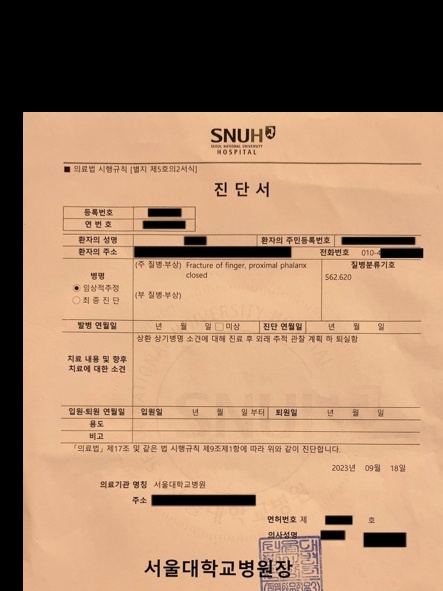 SNUH
SEOUL NATIONAL UNIVERSITY
HOSPITAL
■ 의료법 시행규칙 [별지 제5호의2서식]
진 단 서
등록번호
연 번 호
환자의 성명 환자의 주민등록번호
환자의 주소 전화번호 010-4
병명 (주 질병·부상) Fracture of finger, proximal phalanx 질병분류기호
closed S62.620
◉ 임상적추정
○ 최 종 진 단 (부 질병·부상)
발병 연월일 년 월 일 □ 미상 진단 연월일 년 월 일
상환 상기병명 소견에 대해 진료 후 외래 추적 관찰 계획 하 퇴실함
치료 내용 및 향후
치료에 대한 소견
입원·퇴원 연월일 입원일 년 월 일 부터 퇴원일 년 월 일
용도
비고
「의료법」 제17조 및 같은 법 시행규칙 제9조제1항에 따라 위와 같이 진단합니다.
2023년 09월 18일
의료기관 명칭 서울대학교병원
주소
면허번호 제 호
의사성명
서울대학교병원장